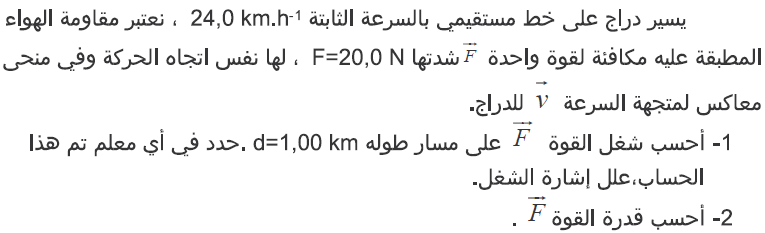 يسير دراج على خط مستقيمي بالسرعة الثابتة 24,0 km.h⁻¹ ، نعتبر مقاومة الهواء
المطبقة عليه مكافئة لقوة واحدة F⃗ شدتها F=20,0 N ، لها نفس اتجاه الحركة وفي منحى
معاكس لمتجهة السرعة v⃗ للدراج.
1- أحسب شغل القوة F⃗ على مسار طوله d=1,00 km .حدد في أي معلم تم هذا
الحساب،علل إشارة الشغل.
2- أحسب قدرة القوة F⃗ .